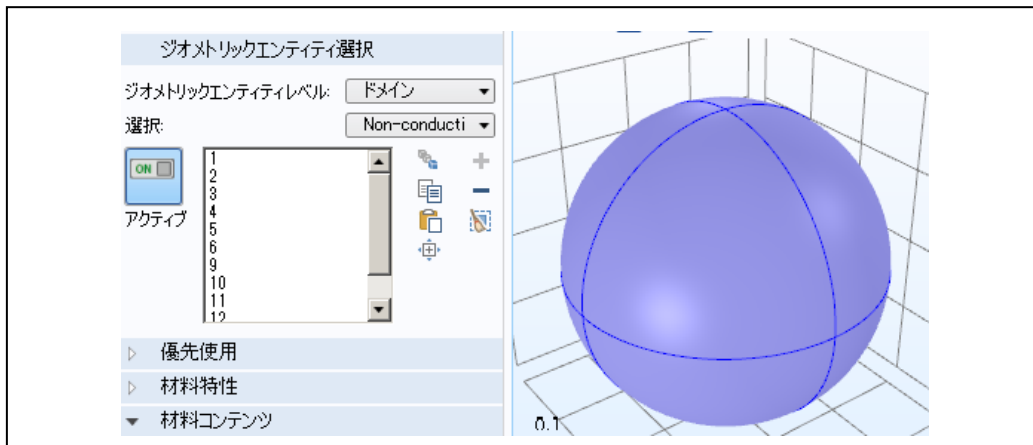 ジオメトリックエンティティ選択
ジオメトリックエンティティレベル: ドメイン
選択: Non-conducti
ON
アクティブ
1
2
3
4
5
6
9
10
11
12
優先使用
材料特性
材料コンテンツ
0.1